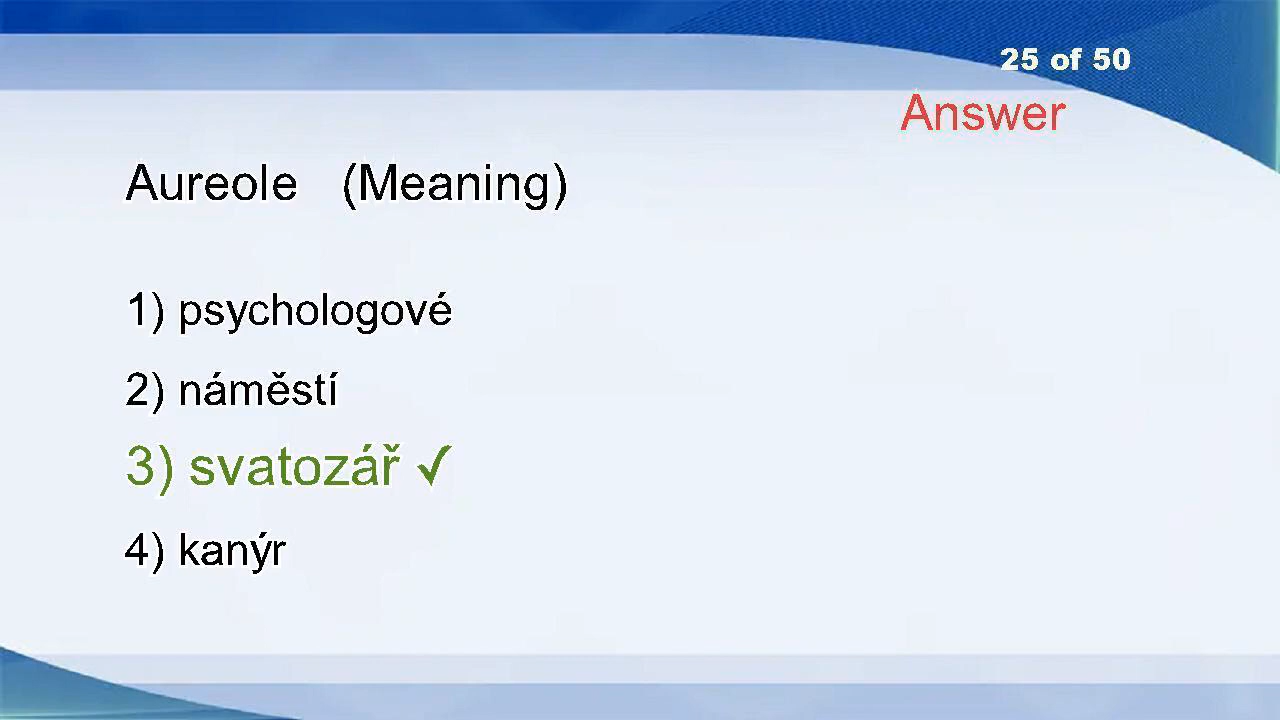 25 of 50
Answer
Aureole (Meaning)
1) psychologové
2) náměstí
3) svatozář ✓
4) kanýr